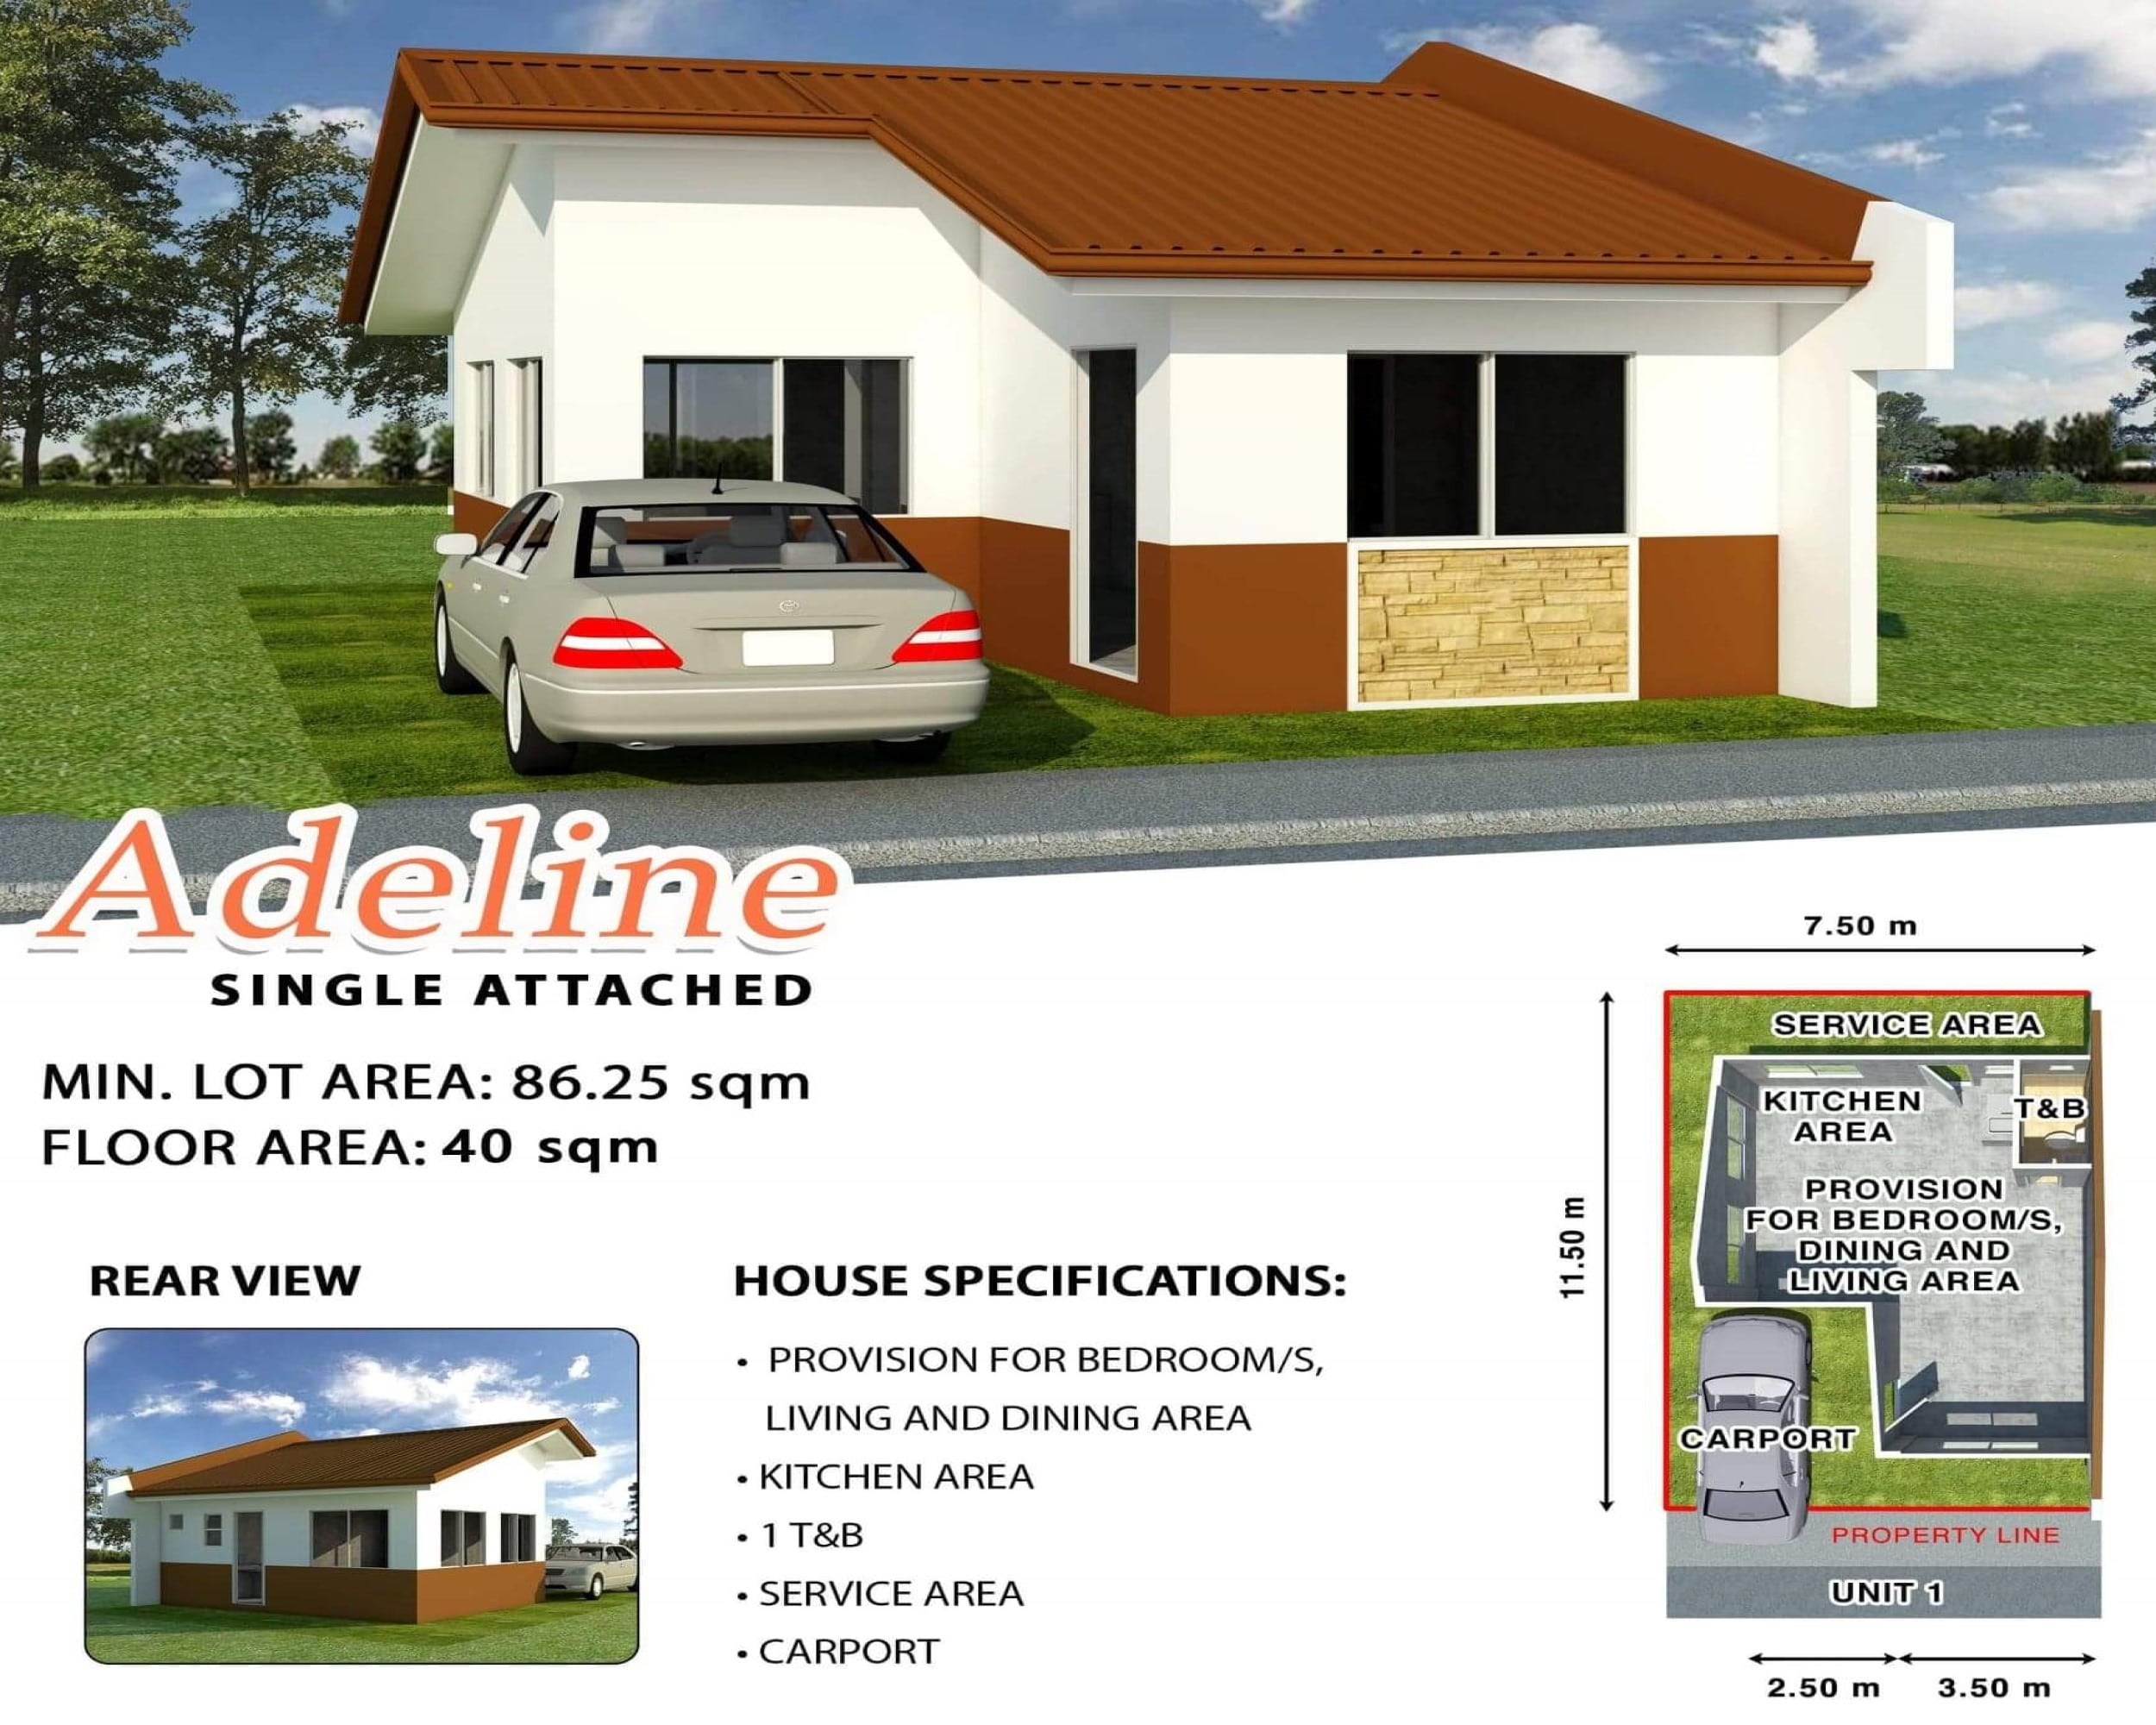 Adeline
SINGLE ATTACHED
MIN. LOT AREA: 86.25 sqm
FLOOR AREA: 40 sqm
REAR VIEW
HOUSE SPECIFICATIONS:
• PROVISION FOR BEDROOM/S,
LIVING AND DINING AREA
• KITCHEN AREA
• 1 T&B
• SERVICE AREA
• CARPORT
7.50 m
11.50 m
SERVICE AREA
KITCHEN
AREA
T&B
PROVISION
FOR BEDROOM/S,
DINING AND
LIVING AREA
CARPORT
PROPERTY LINE
UNIT 1
2.50 m
3.50 m